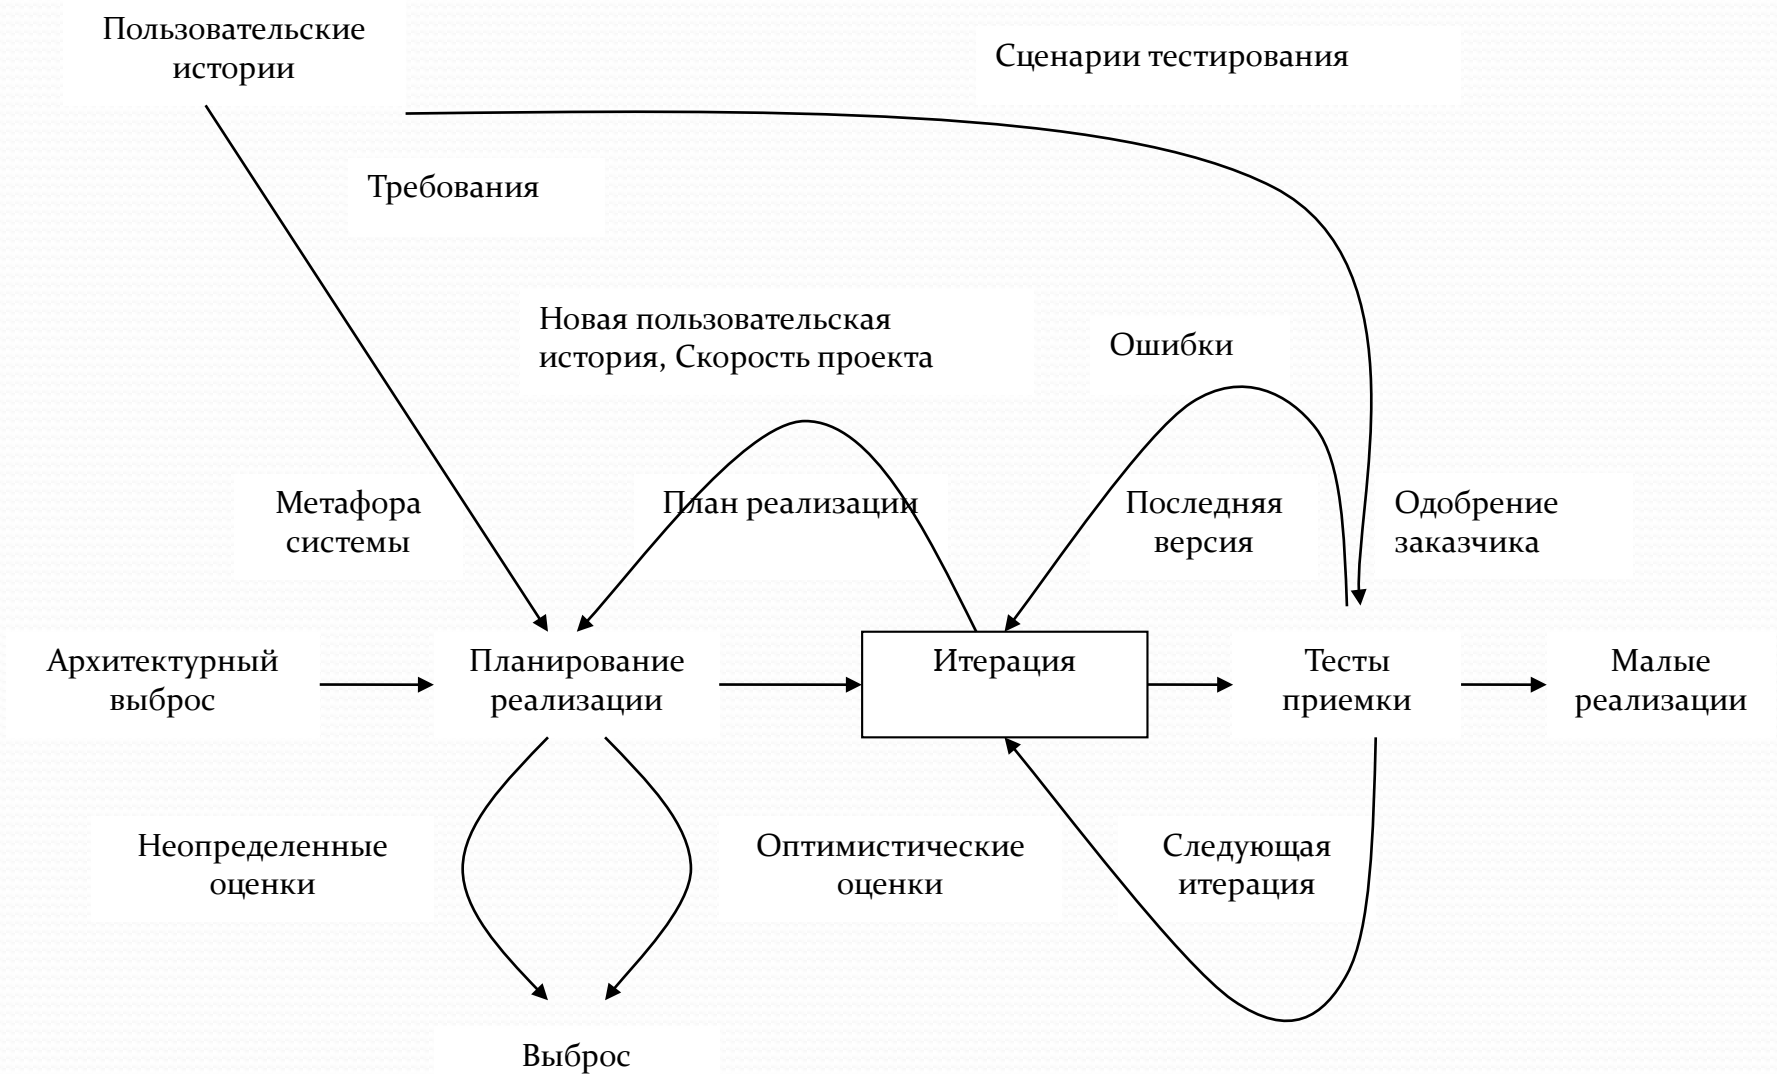 Пользовательские
истории
Сценарии тестирования
Требования
Новая пользовательская
история, Скорость проекта
Ошибки
Метафора
системы
План реализации
Последняя
версия
Одобрение
заказчика
Архитектурный
выброс
Планирование
реализации
Итерация
Тесты
приемки
Малые
реализации
Неопределенные
оценки
Оптимистические
оценки
Следующая
итерация
Выброс